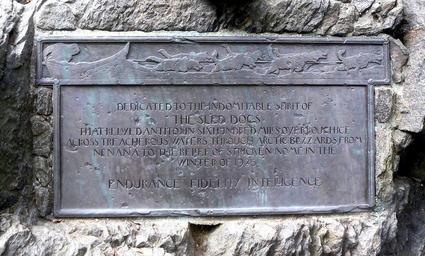 DEDICATED TO THE INDOMITABLE SPIRIT OF
THE SLED DOGS
THAT RELAYED ANTITOXIN SIX HUNDRED MILES OVER ROUGH ICE
ACROSS TREACHEROUS WATERS THROUGH ARCTIC BLIZZARDS FROM
NENANA TO THE RELIEF OF STRICKEN NOME IN THE
WINTER OF 1925
ENDURANCE FIDELITY INTELLIGENCE